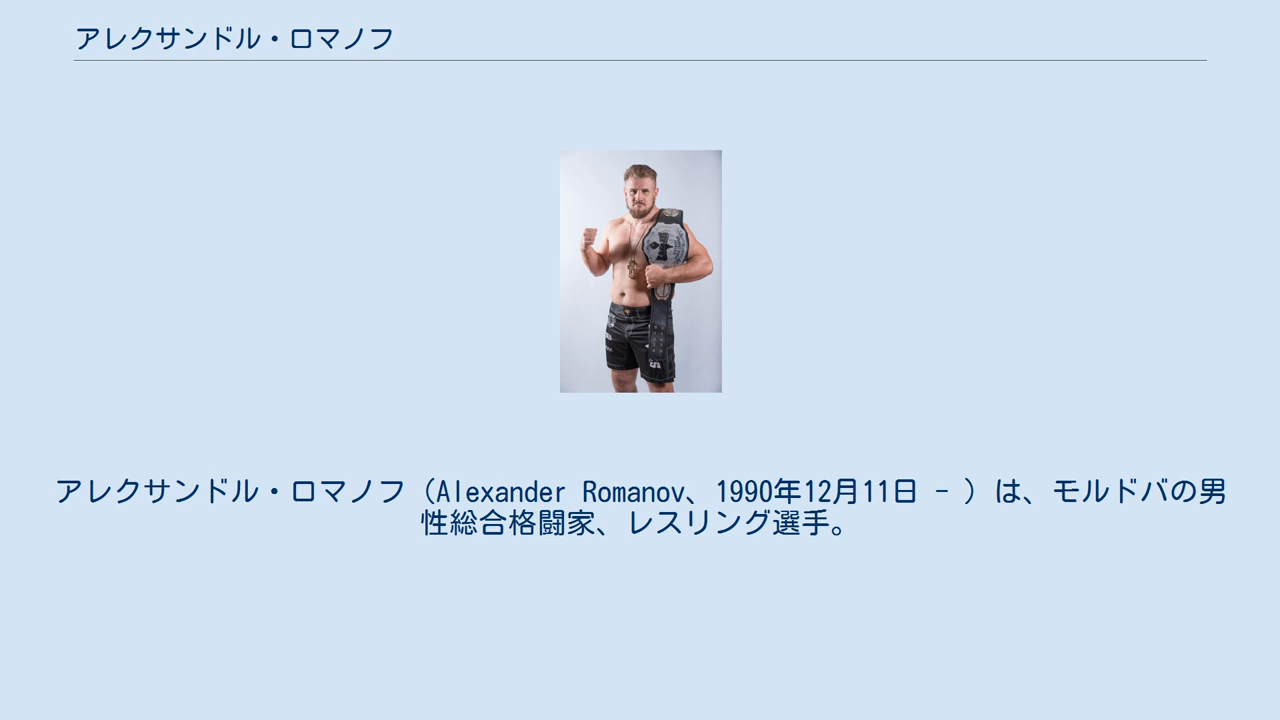 アレクサンドル・ロマノフ
アレクサンドル・ロマノフ（Alexander Romanov、1990年12月11日 - ）は、モルドバの男
性総合格闘家、レスリング選手。